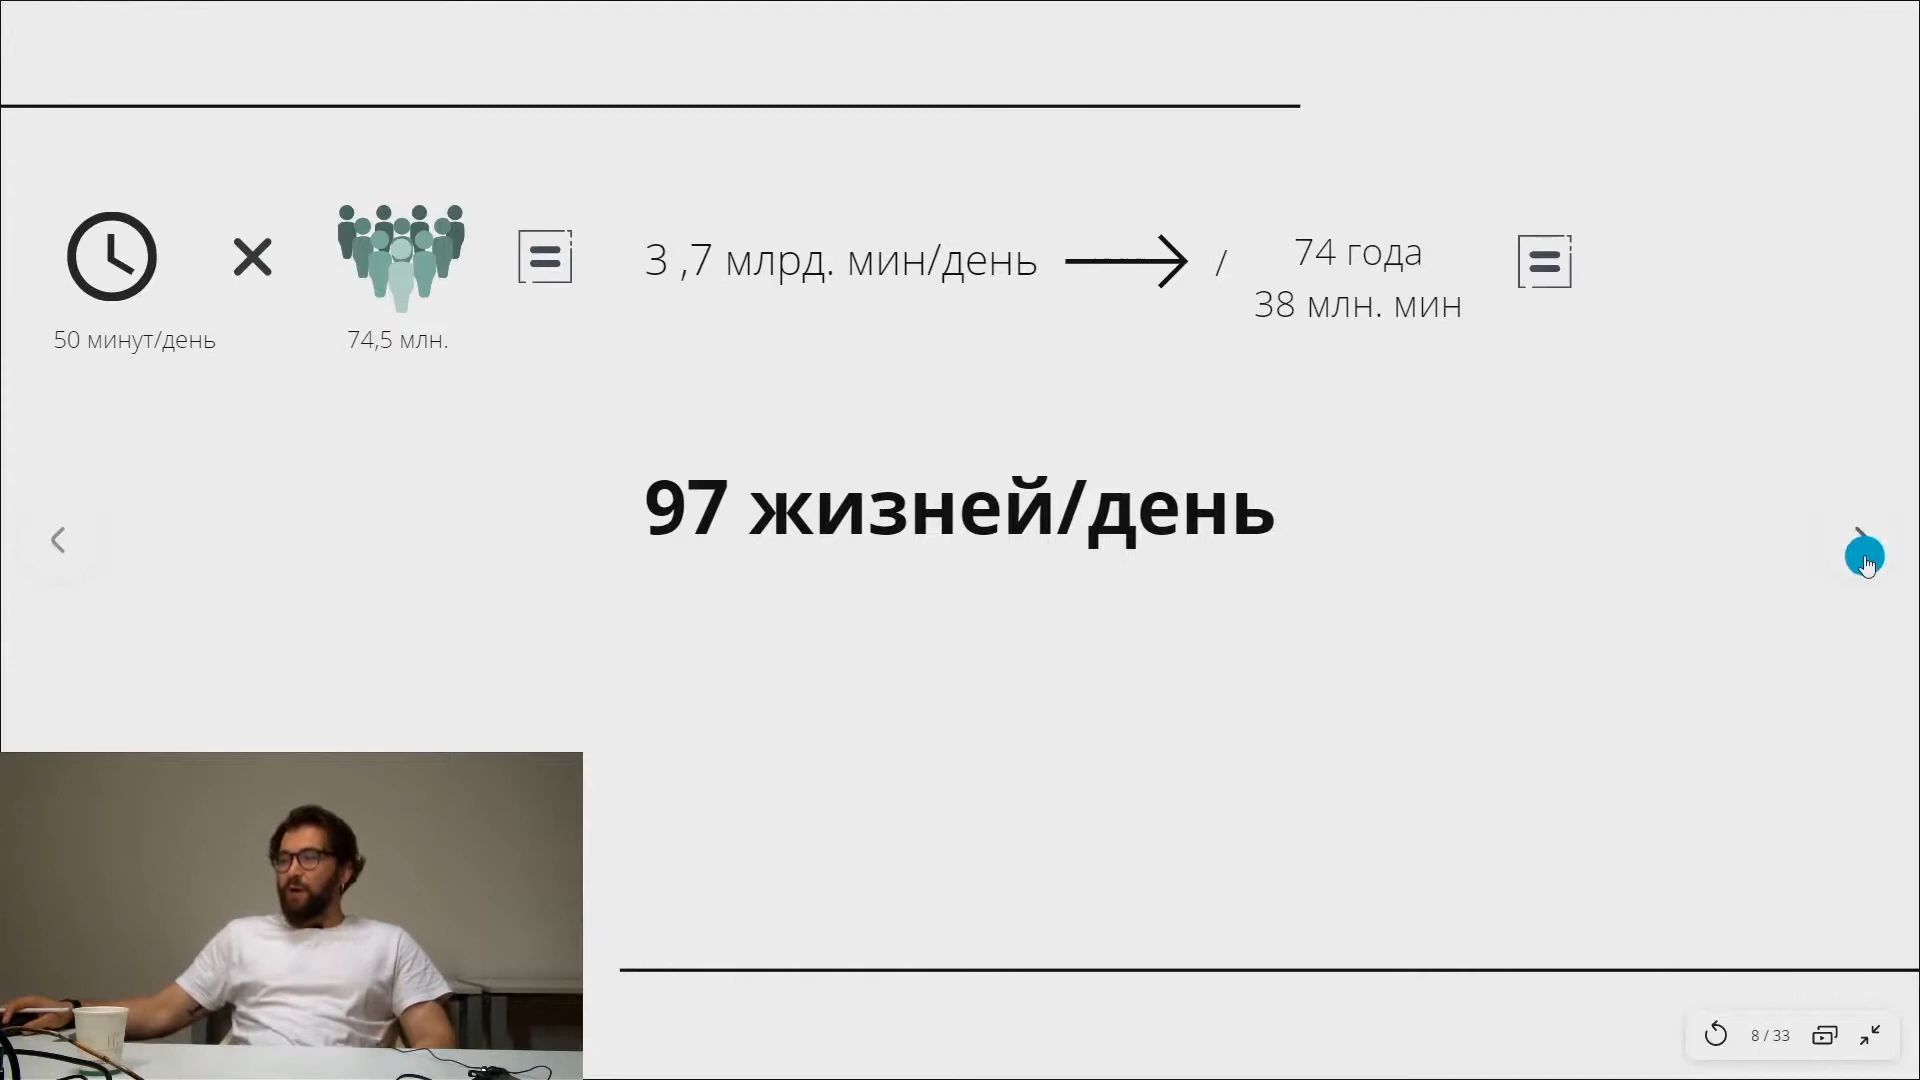 50 минут/день
74,5 млн.
3 ,7 млрд. мин/день
/
74 года
38 млн. мин
97 жизней/день
8 / 33